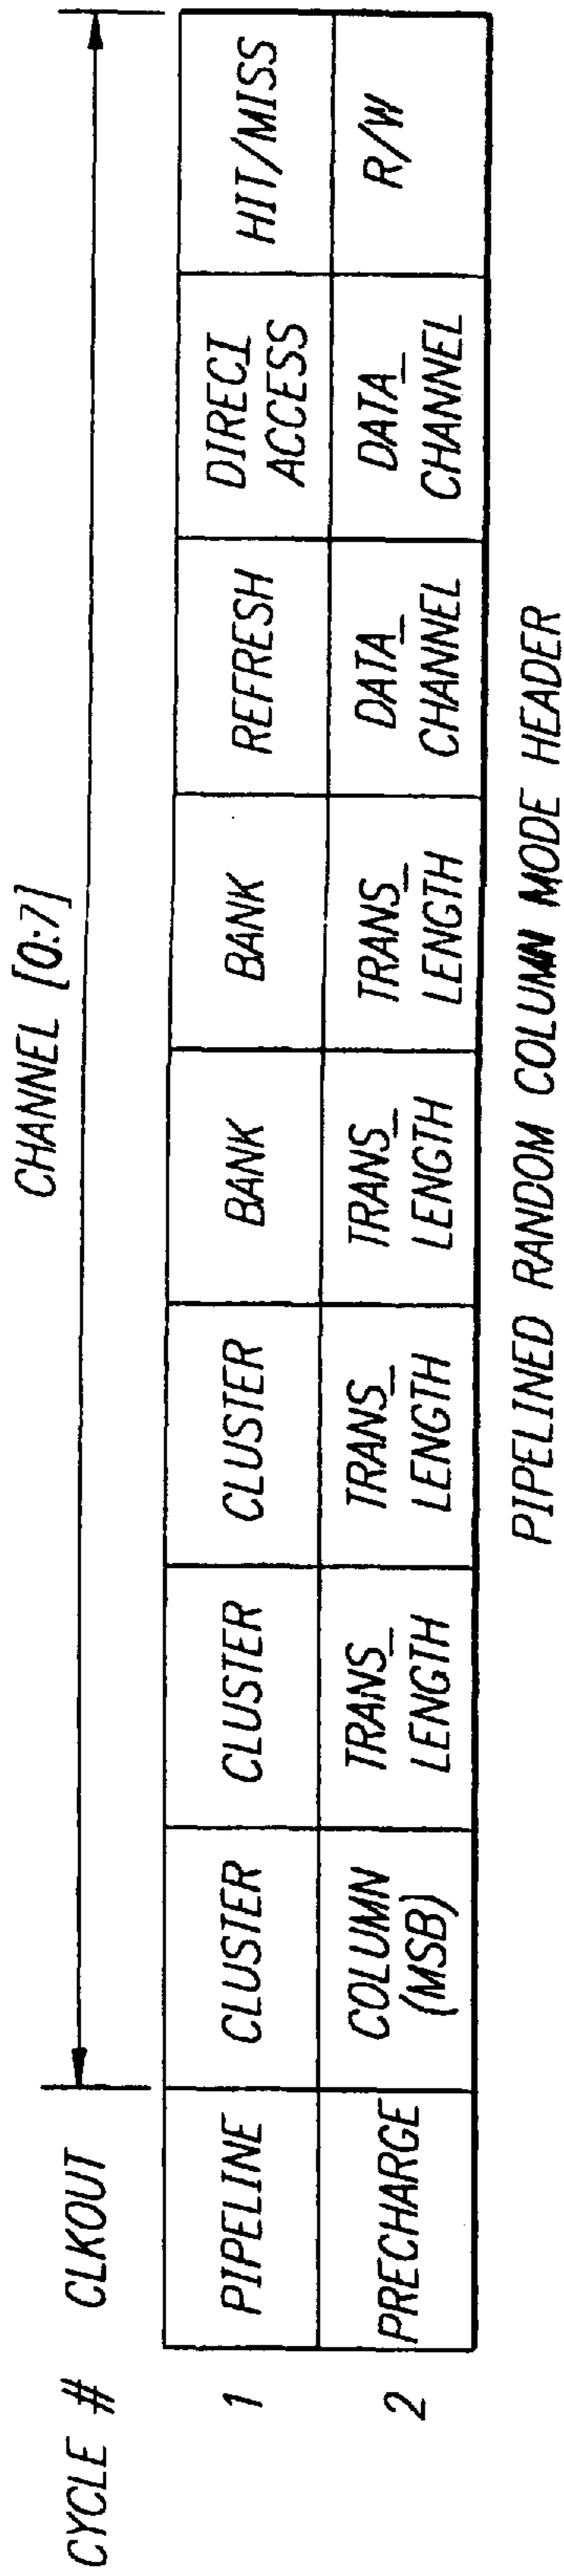 CHANNEL [0:7]
CYCLE # CLKOUT
1 PIPELINE CLUSTER CLUSTER CLUSTER BANK BANK REFRESH DIRECT ACCESS HIT/MISS
2 PRECHARGE COLUMN (MSB) TRANS_ LENGTH TRANS_ LENGTH TRANS_ LENGTH TRANS_ LENGTH DATA_ CHANNEL DATA_ CHANNEL R/W
PIPELINED RANDOM COLUMN MODE HEADER